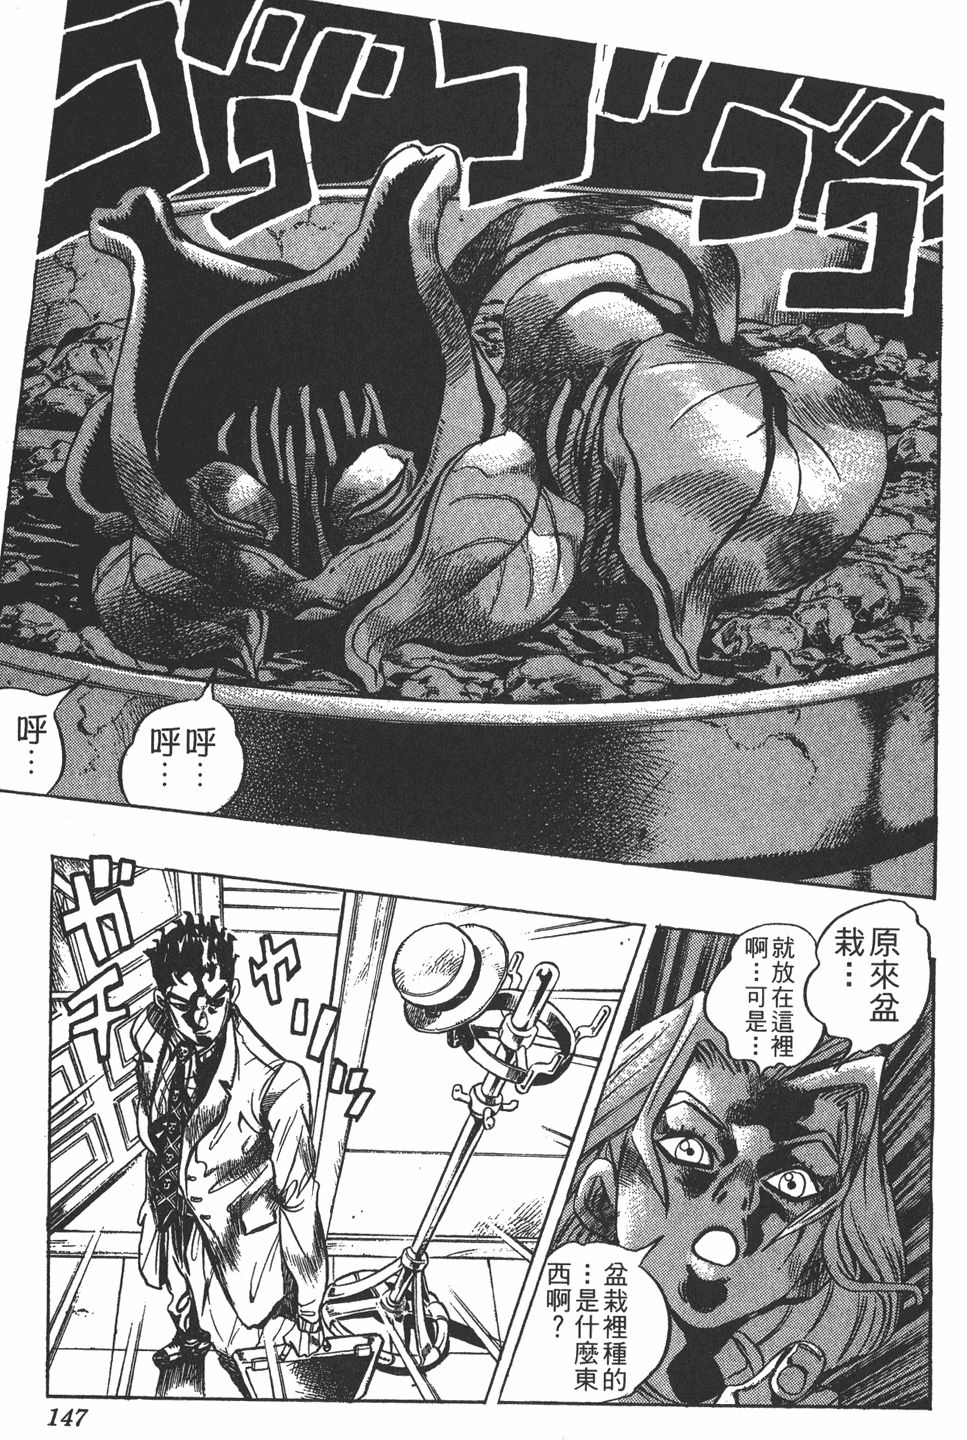 ゴゴゴゴゴゴ
呼…
呼…
呼…
原來盆
栽…
就放在這裡
啊…可是…
盆栽裡種的
…是什麼東
西啊?
ガチャッ
147